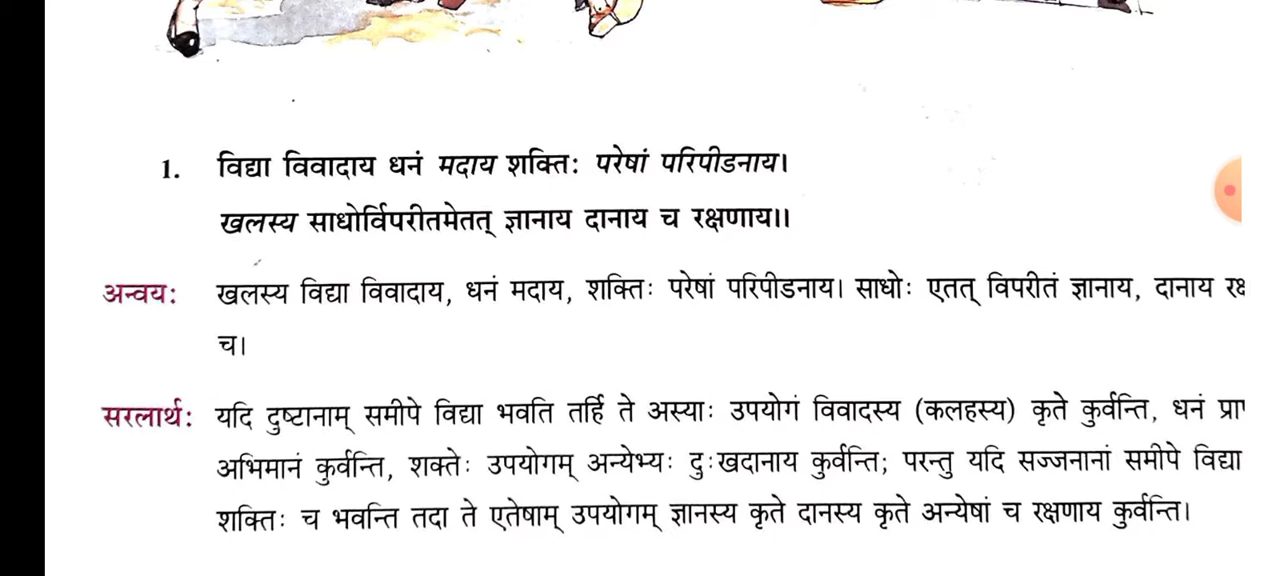 1. विद्या विवादाय धनं मदाय शक्तिः परेषां परिपीडनाय।
खलस्य साधोर्विपरीतमेतत् ज्ञानाय दानाय च रक्षणाय॥
अन्वयः खलस्य विद्या विवादाय, धनं मदाय, शक्तिः परेषां परिपीडनाय। साधोः एतत् विपरीतं ज्ञानाय, दानाय
च।
सरलार्थः यदि दुष्टानाम् समीपे विद्या भवति तर्हि ते अस्याः उपयोगं विवादस्य (कलहस्य) कृते कुर्वन्ति, धनं
अभिमानं कुर्वन्ति, शक्तेः उपयोगम् अन्येभ्यः दुःखदानाय कुर्वन्ति; परन्तु यदि सज्जनानां समीपे विद्या
शक्तिः च भवन्ति तदा ते एतेषाम् उपयोगम् ज्ञानस्य कृते दानस्य कृते अन्येषां च रक्षणाय कुर्वन्ति।